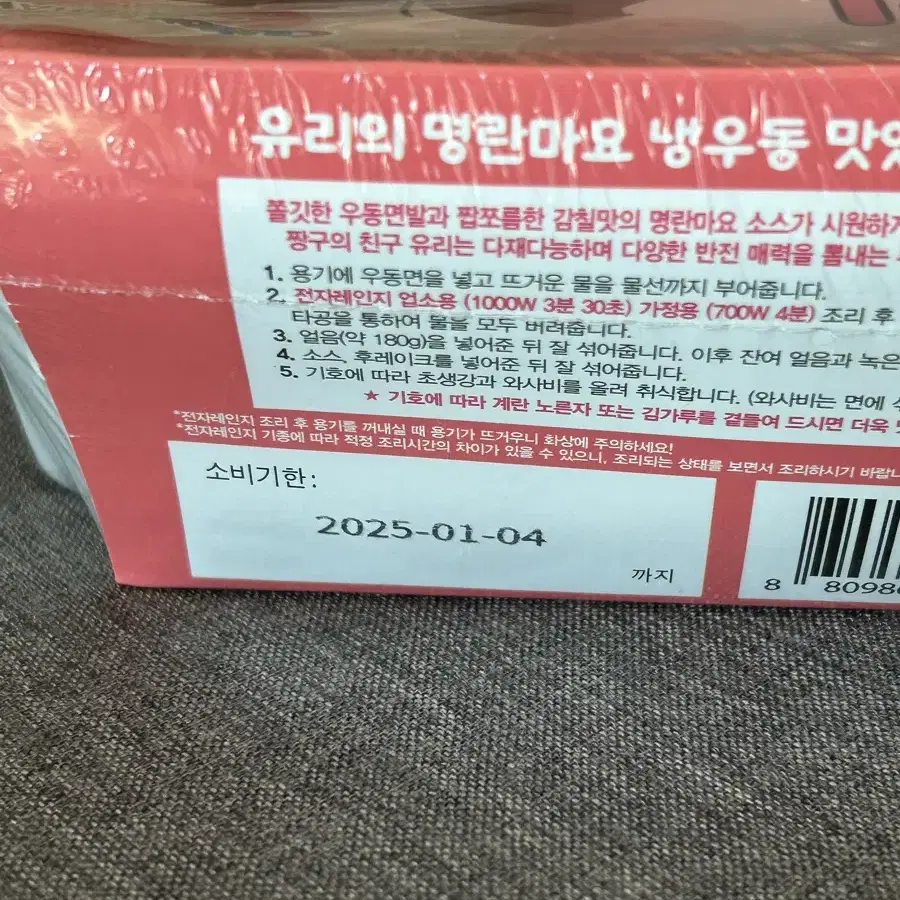 유리의 명란마요 냉우동 맛있
쫄깃한 우동면발과 짭쪼름한 감칠맛의 명란마요 소스가 시원하게
짱구의 친구 유리는 다재다능하며 다양한 반전 매력을 뽐내는
1. 용기에 우동면을 넣고 뜨거운 물을 물선까지 부어줍니다.
2. 전자레인지 업소용 (1000W 3분 30초) 가정용 (700W 4분) 조리 후
타공을 통하여 물을 모두 버려줍니다.
3. 얼음(약 180g)을 넣어준 뒤 잘 섞어줍니다. 이후 잔여 얼음과 녹은
4. 소스, 후레이크를 넣어준 뒤 잘 섞어줍니다.
5. 기호에 따라 초생강과 와사비를 올려 취식합니다. (와사비는 면에
★ 기호에 따라 계란 노른자 또는 김가루를 곁들여 드시면 더욱
*전자레인지 조리 후 용기를 꺼내실 때 용기가 뜨거우니 화상에 주의하세요!
*전자레인지 기종에 따라 적정 조리시간의 차이가 있을 수 있으니, 조리되는 상태를 보면서 조리하시기 바랍니
소비기한:
2025-01-04
까지
8 8098